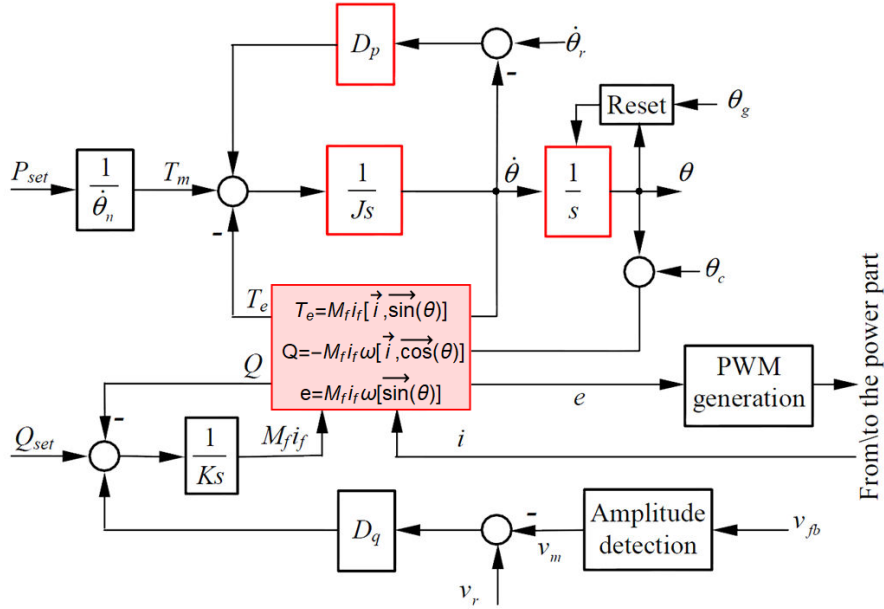 D_p
-
θ̇_r
Reset
θ_g
P_set
1
θ̇_n
T_m
-
1
Js
θ̇
1
s
θ
θ_c
T_e
T_e=M_f i_f[i⃗,sin⃗(θ)]
Q=-M_f i_f ω[i⃗,cos⃗(θ)]
e=M_f i_f ω[sin⃗(θ)]
Q
e
PWM
generation
From\to the power part
-
Q_set
1
Ks
M_f i_f
i
D_q
-
v_m
Amplitude
detection
v_fb
v_r